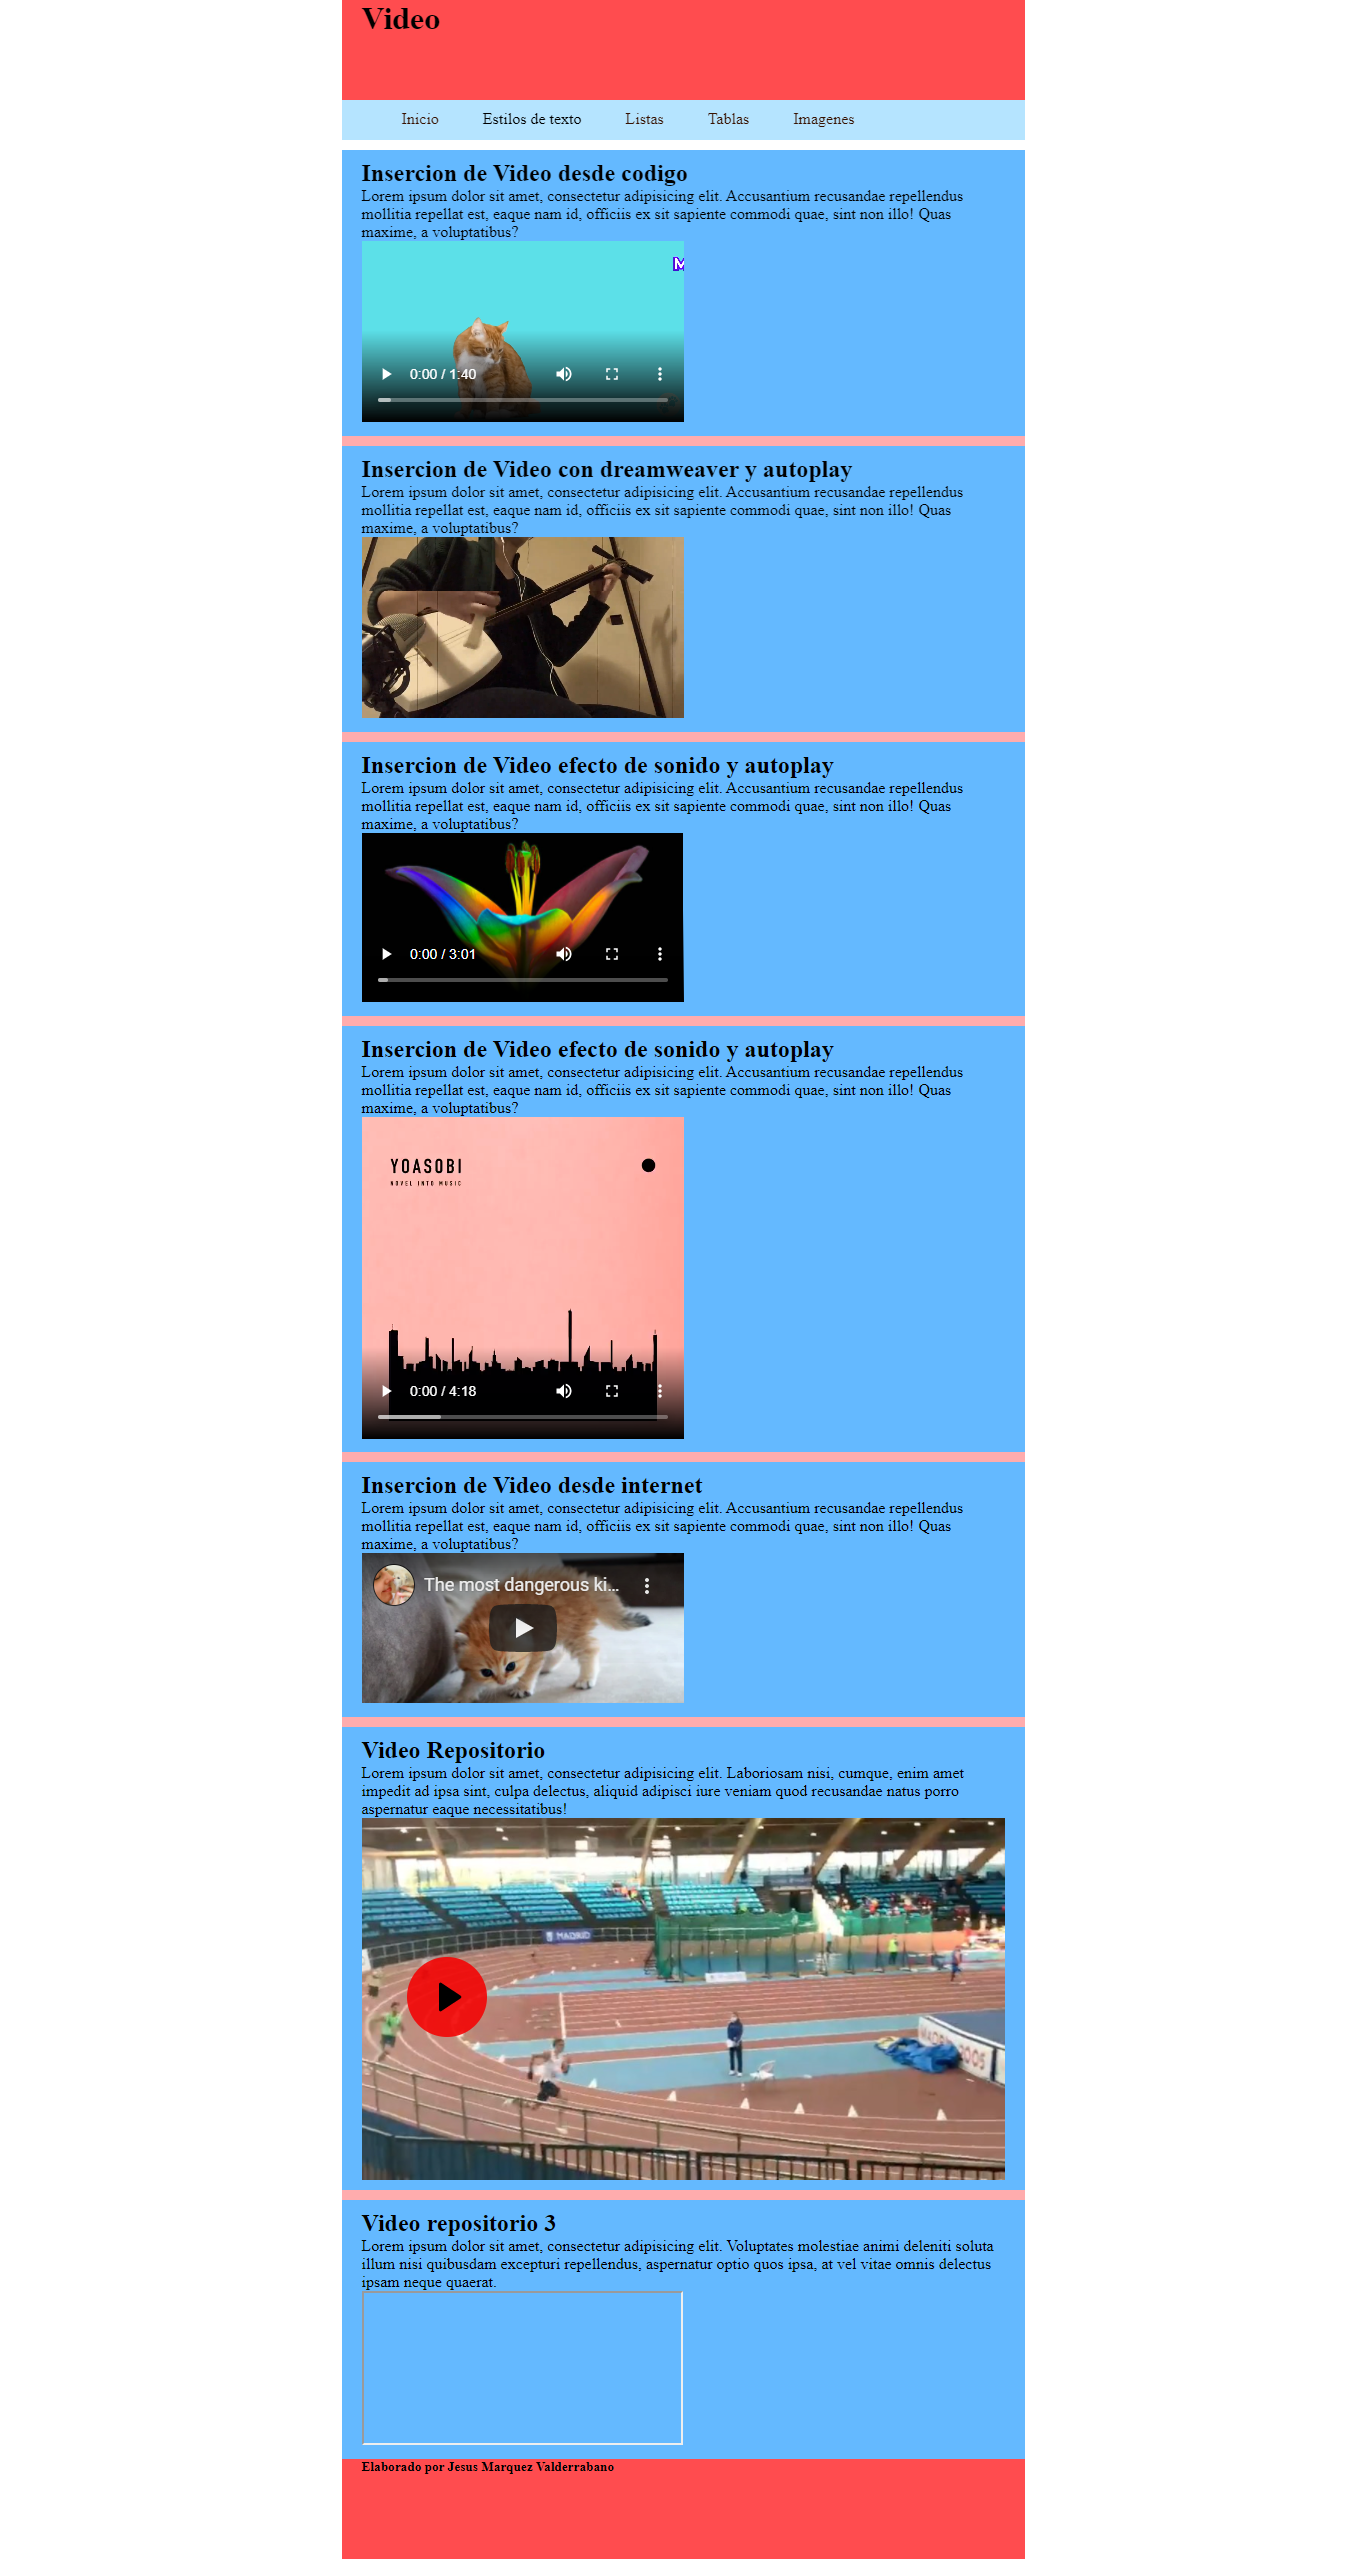 Video
Inicio Estilos de texto Listas Tablas Imagenes
Insercion de Video desde codigo
Lorem ipsum dolor sit amet, consectetur adipisicing elit. Accusantium recusandae repellendus
mollitia repellat est, eaque nam id, officiis ex sit sapiente commodi quae, sint non illo! Quas
maxime, a voluptatibus?
M
0:00 / 1:40
Insercion de Video con dreamweaver y autoplay
Lorem ipsum dolor sit amet, consectetur adipisicing elit. Accusantium recusandae repellendus
mollitia repellat est, eaque nam id, officiis ex sit sapiente commodi quae, sint non illo! Quas
maxime, a voluptatibus?
Insercion de Video efecto de sonido y autoplay
Lorem ipsum dolor sit amet, consectetur adipisicing elit. Accusantium recusandae repellendus
mollitia repellat est, eaque nam id, officiis ex sit sapiente commodi quae, sint non illo! Quas
maxime, a voluptatibus?
0:00 / 3:01
Insercion de Video efecto de sonido y autoplay
Lorem ipsum dolor sit amet, consectetur adipisicing elit. Accusantium recusandae repellendus
mollitia repellat est, eaque nam id, officiis ex sit sapiente commodi quae, sint non illo! Quas
maxime, a voluptatibus?
YOASOBI
NOVEL INTO MUSIC
0:00 / 4:18
Insercion de Video desde internet
Lorem ipsum dolor sit amet, consectetur adipisicing elit. Accusantium recusandae repellendus
mollitia repellat est, eaque nam id, officiis ex sit sapiente commodi quae, sint non illo! Quas
maxime, a voluptatibus?
The most dangerous ki...
Video Repositorio
Lorem ipsum dolor sit amet, consectetur adipisicing elit. Laboriosam nisi, cumque, enim amet
impedit ad ipsa sint, culpa delectus, aliquid adipisci iure veniam quod recusandae natus porro
aspernatur eaque necessitatibus!
MADRID
2005
Video repositorio 3
Lorem ipsum dolor sit amet, consectetur adipisicing elit. Voluptates molestiae animi deleniti soluta
illum nisi quibusdam excepturi repellendus, aspernatur optio quos ipsa, at vel vitae omnis delectus
ipsam neque quaerat.
Elaborado por Jesus Marquez Valderrabano